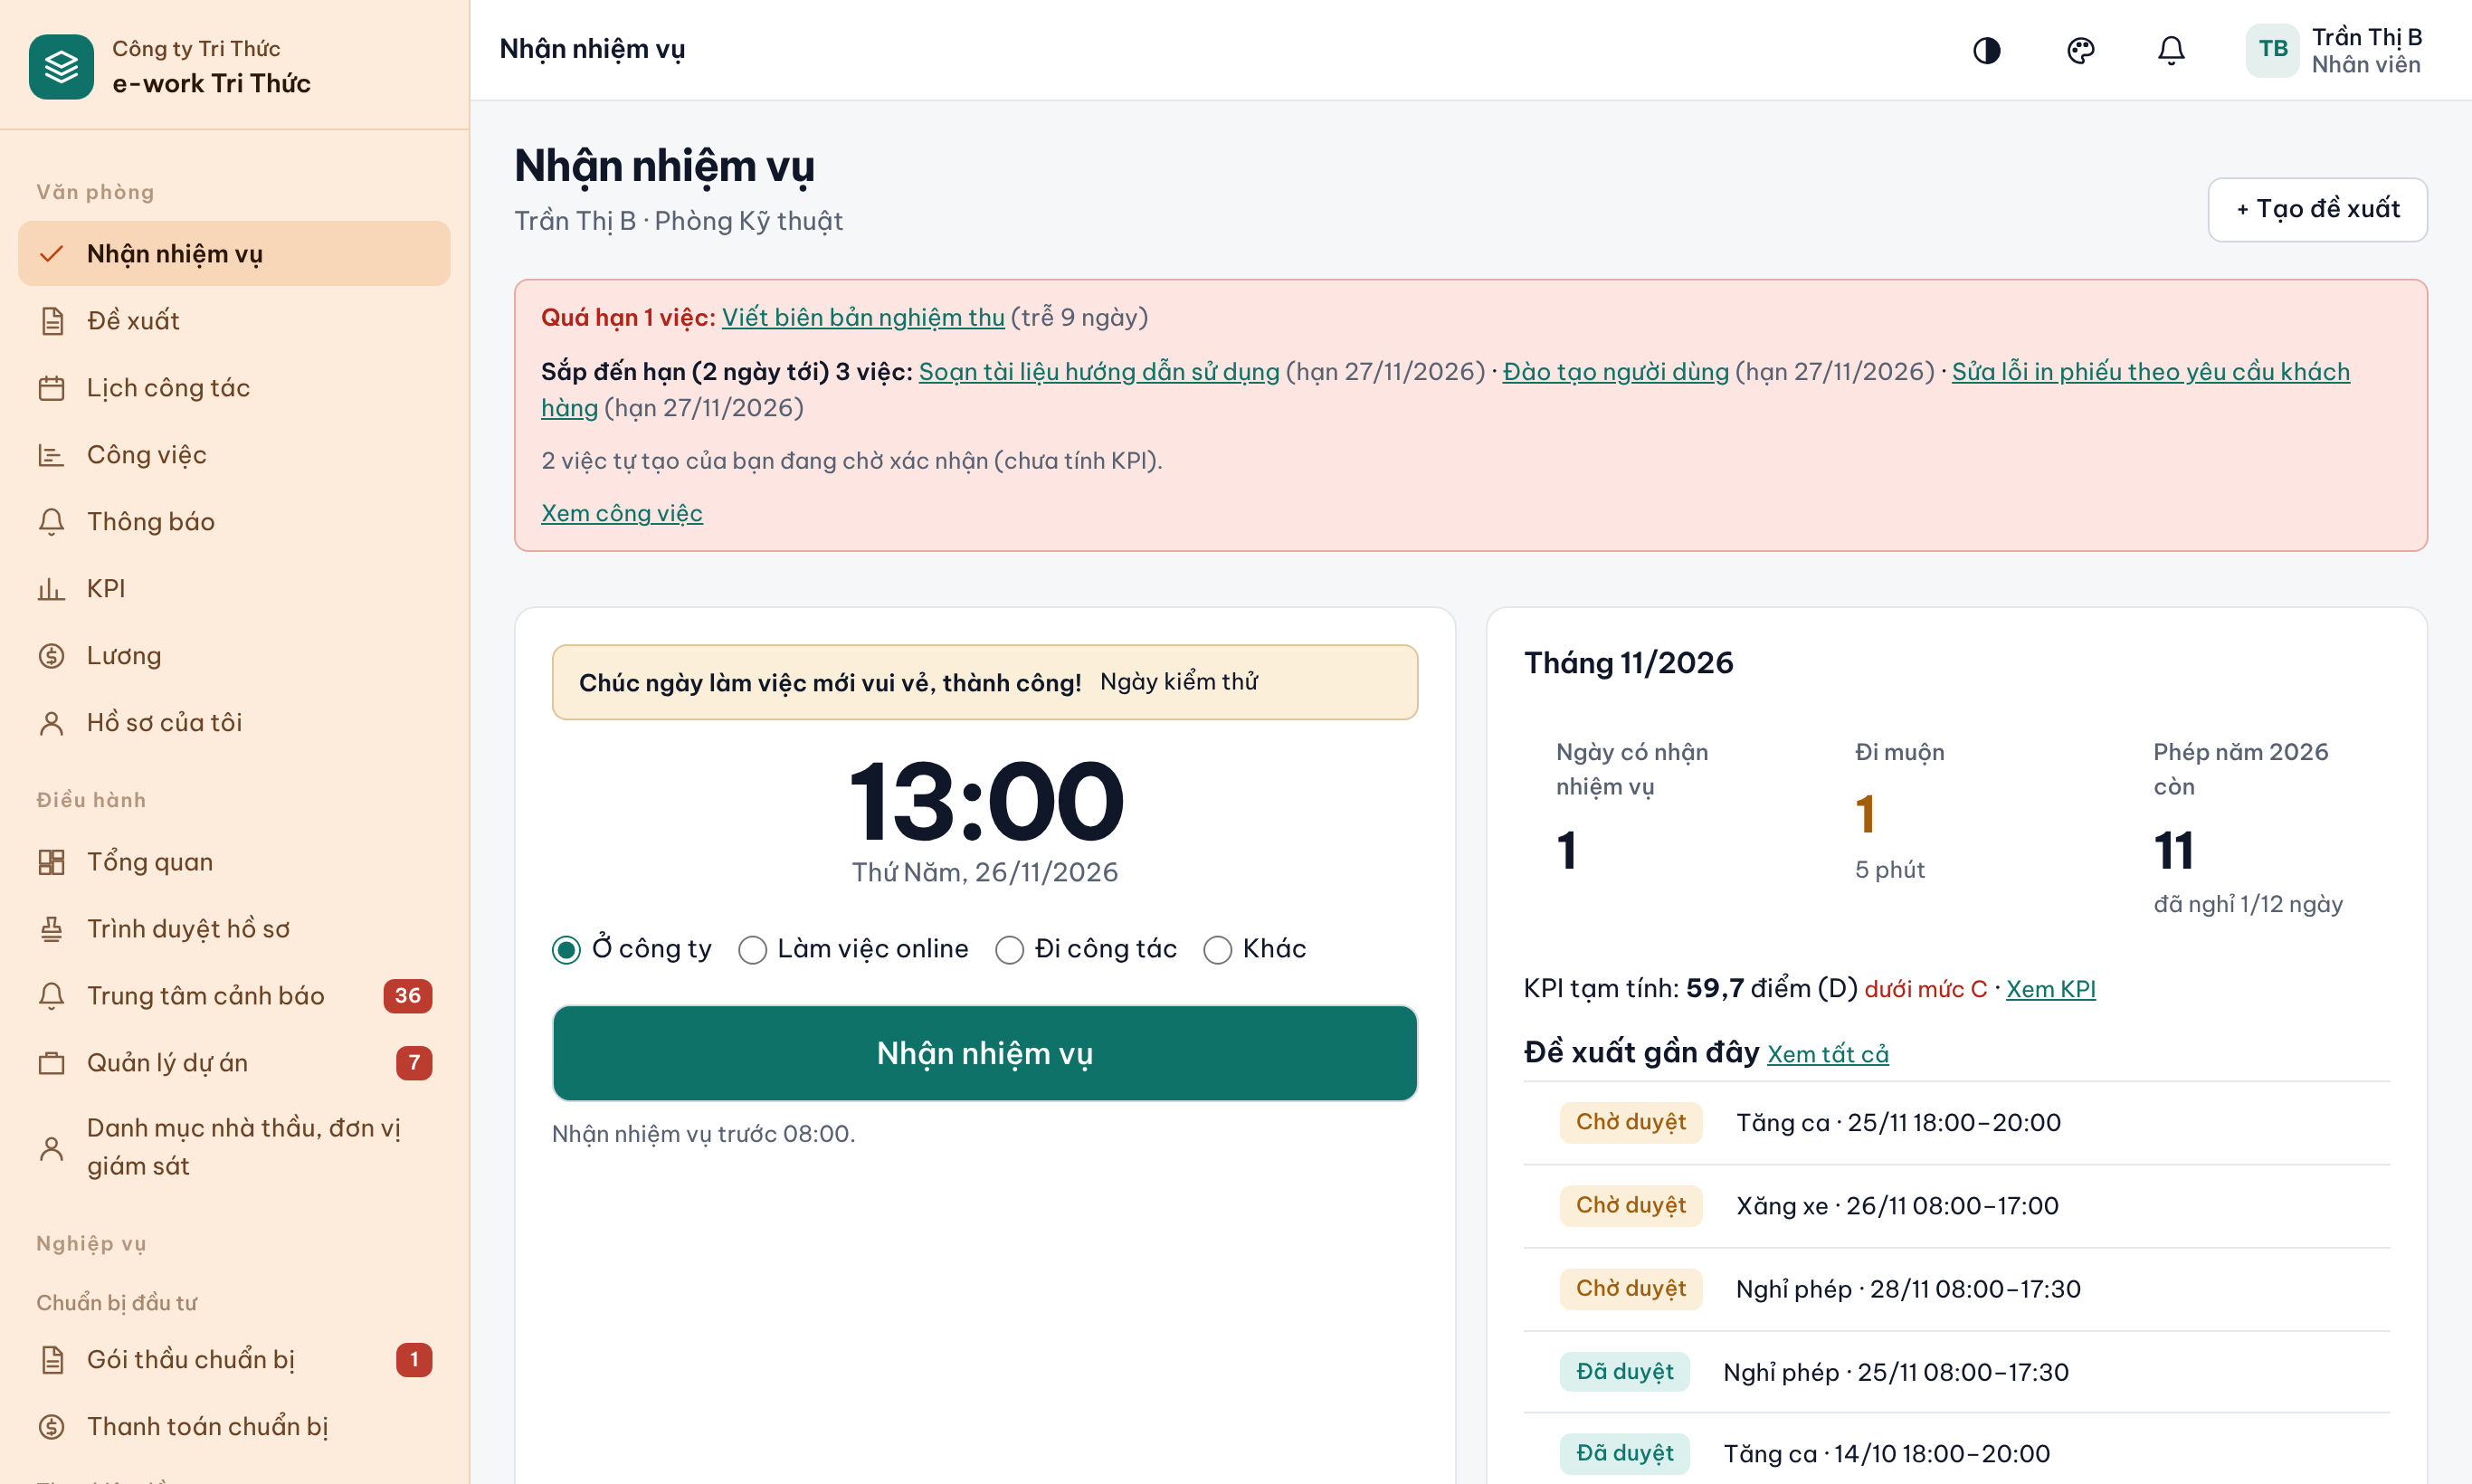 Công ty Tri Thức
e-work Tri Thức
Văn phòng
Nhận nhiệm vụ
Đề xuất
Lịch công tác
Công việc
Thông báo
KPI
Lương
Hồ sơ của tôi
Điều hành
Tổng quan
Trình duyệt hồ sơ
Trung tâm cảnh báo 36
Quản lý dự án 7
Danh mục nhà thầu, đơn vị
giám sát
Nghiệp vụ
Chuẩn bị đầu tư
Gói thầu chuẩn bị 1
Thanh toán chuẩn bị
Nhận nhiệm vụ
TB
Trần Thị B
Nhân viên
Nhận nhiệm vụ
Trần Thị B · Phòng Kỹ thuật
+ Tạo đề xuất
Quá hạn 1 việc: Viết biên bản nghiệm thu (trễ 9 ngày)
Sắp đến hạn (2 ngày tới) 3 việc: Soạn tài liệu hướng dẫn sử dụng (hạn 27/11/2026) · Đào tạo người dùng (hạn 27/11/2026) · Sửa lỗi in phiếu theo yêu cầu khách
hàng (hạn 27/11/2026)
2 việc tự tạo của bạn đang chờ xác nhận (chưa tính KPI).
Xem công việc
Chúc ngày làm việc mới vui vẻ, thành công! Ngày kiểm thử
13:00
Thứ Năm, 26/11/2026
Ở công ty Làm việc online Đi công tác Khác
Nhận nhiệm vụ
Nhận nhiệm vụ trước 08:00.
Tháng 11/2026
Ngày có nhận
nhiệm vụ
1
Đi muộn
1
5 phút
Phép năm 2026
còn
11
đã nghỉ 1/12 ngày
KPI tạm tính: 59,7 điểm (D) dưới mức C · Xem KPI
Đề xuất gần đây Xem tất cả
Chờ duyệt Tăng ca · 25/11 18:00–20:00
Chờ duyệt Xăng xe · 26/11 08:00–17:00
Chờ duyệt Nghỉ phép · 28/11 08:00–17:30
Đã duyệt Nghỉ phép · 25/11 08:00–17:30
Đã duyệt Tăng ca · 14/10 18:00–20:00